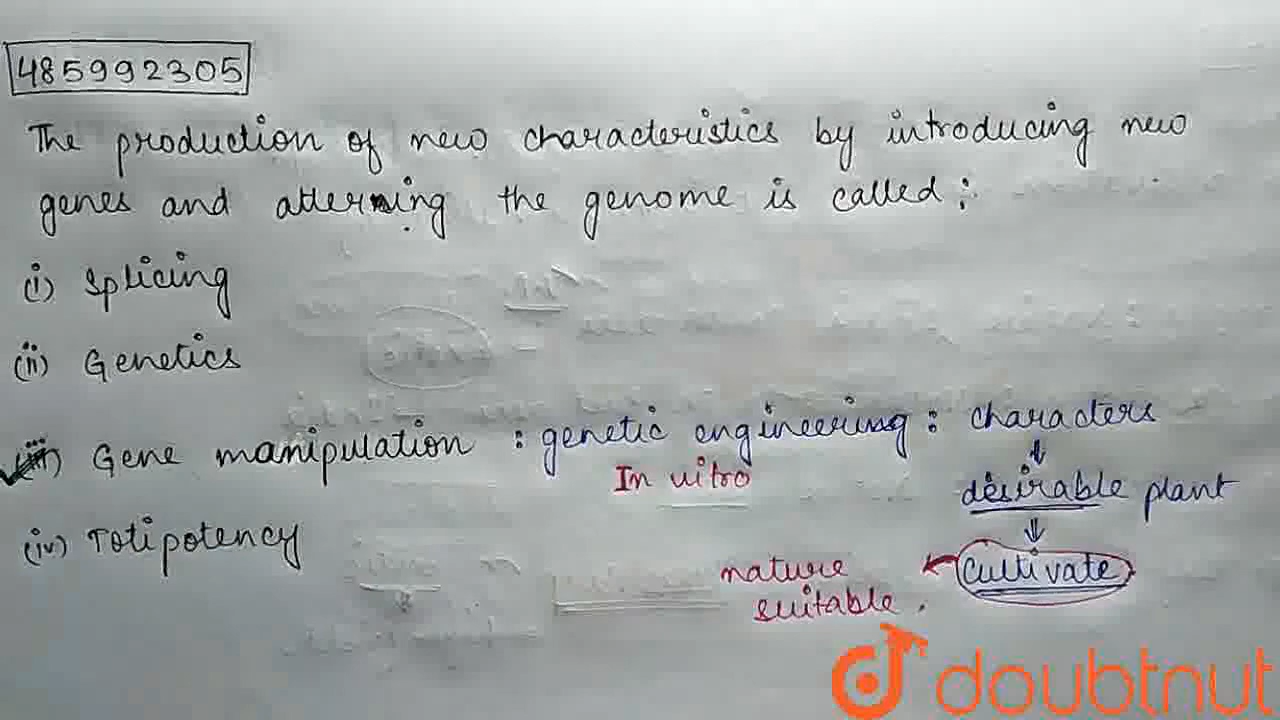 485992305
The production of new characteristics by introducing new
genes and atterning the genome is called :
(i) Splicing
(ii) Genetics
(iii) Gene manipulation : genetic engineering : characters
In vitro
desirable plant
(iv) Totipotency
cultivate
nature
suitable .
doubtnut